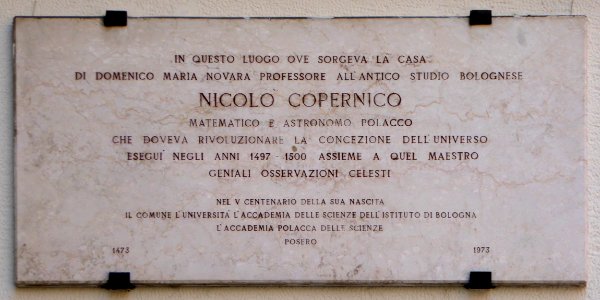 IN QUESTO LUOGO OVE SORGEVA LA CASA
DI DOMENICO MARIA NOVARA PROFESSORE ALL'ANTICO STUDIO BOLOGNESE
NICOLO COPERNICO
MATEMATICO E ASTRONOMO POLACCO
CHE DOVEVA RIVOLUZIONARE LA CONCEZIONE DELL'UNIVERSO
ESEGUI NEGLI ANNI 1497-1500 ASSIEME A QUEL MAESTRO
GENIALI OSSERVAZIONI CELESTI
NEL V CENTENARIO DELLA SUA NASCITA
IL COMUNE L'UNIVERSITÀ L'ACCADEMIA DELLE SCIENZE DELL'ISTITUTO DI BOLOGNA
L'ACCADEMIA POLACCA DELLE SCIENZE
POSERO
1473 1973